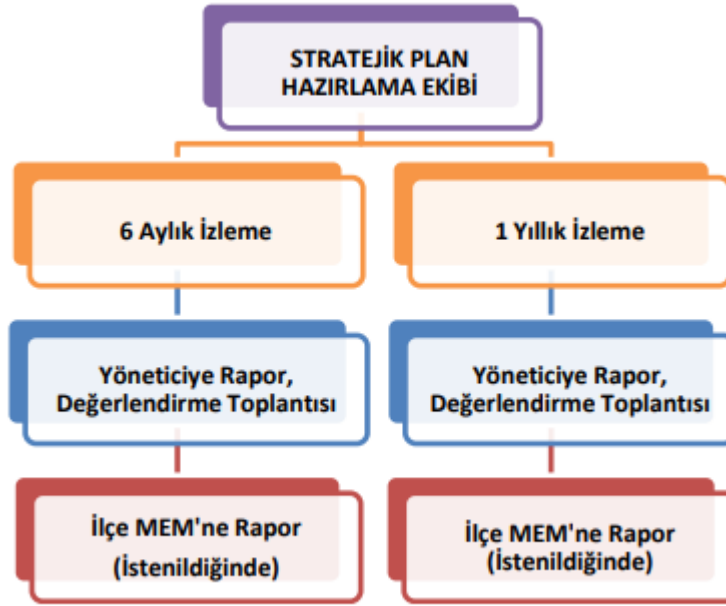 STRATEJİK PLAN
HAZIRLAMA EKİBİ
6 Aylık İzleme
1 Yıllık İzleme
Yöneticiye Rapor,
Değerlendirme Toplantısı
Yöneticiye Rapor,
Değerlendirme Toplantısı
İlçe MEM'ne Rapor
(İstenildiğinde)
İlçe MEM'ne Rapor
(İstenildiğinde)